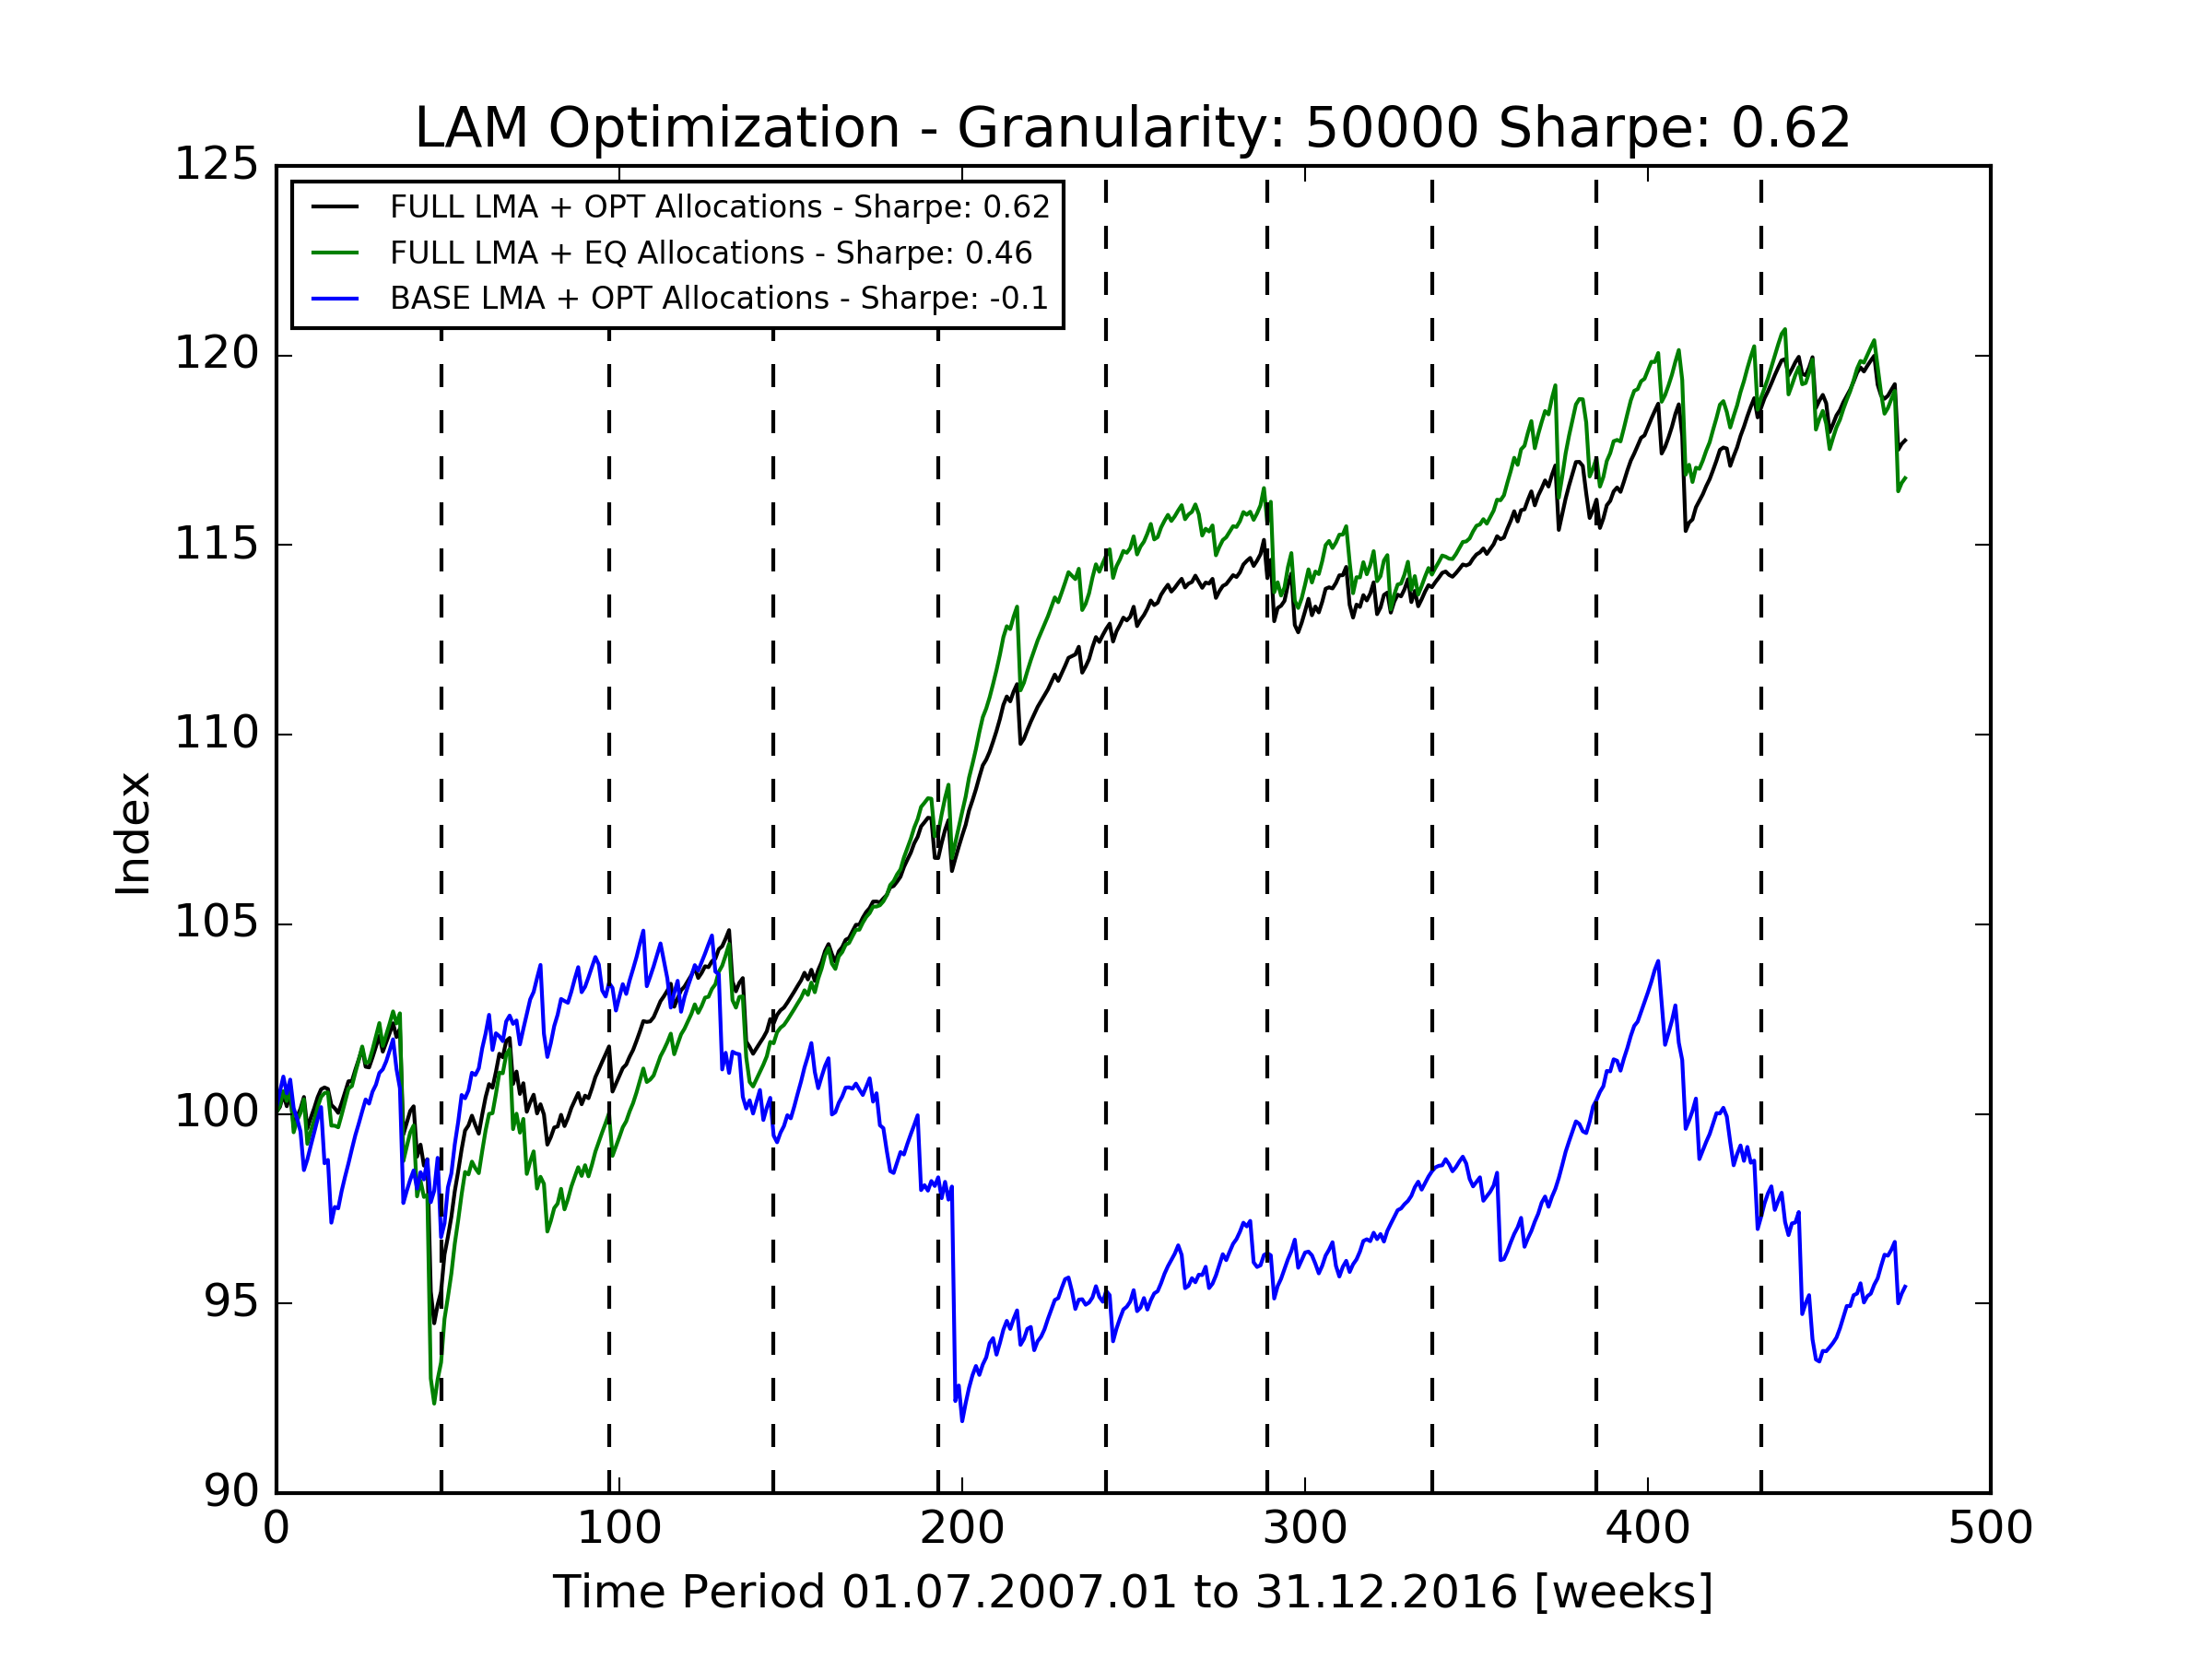 LAM Optimization - Granularity: 50000 Sharpe: 0.62
125
120
115
110
105
100
95
90
FULL LMA + OPT Allocations - Sharpe: 0.62
FULL LMA + EQ Allocations - Sharpe: 0.46
BASE LMA + OPT Allocations - Sharpe: -0.1
Index
0 100 200 300 400 500
Time Period 01.07.2007.01 to 31.12.2016 [weeks]